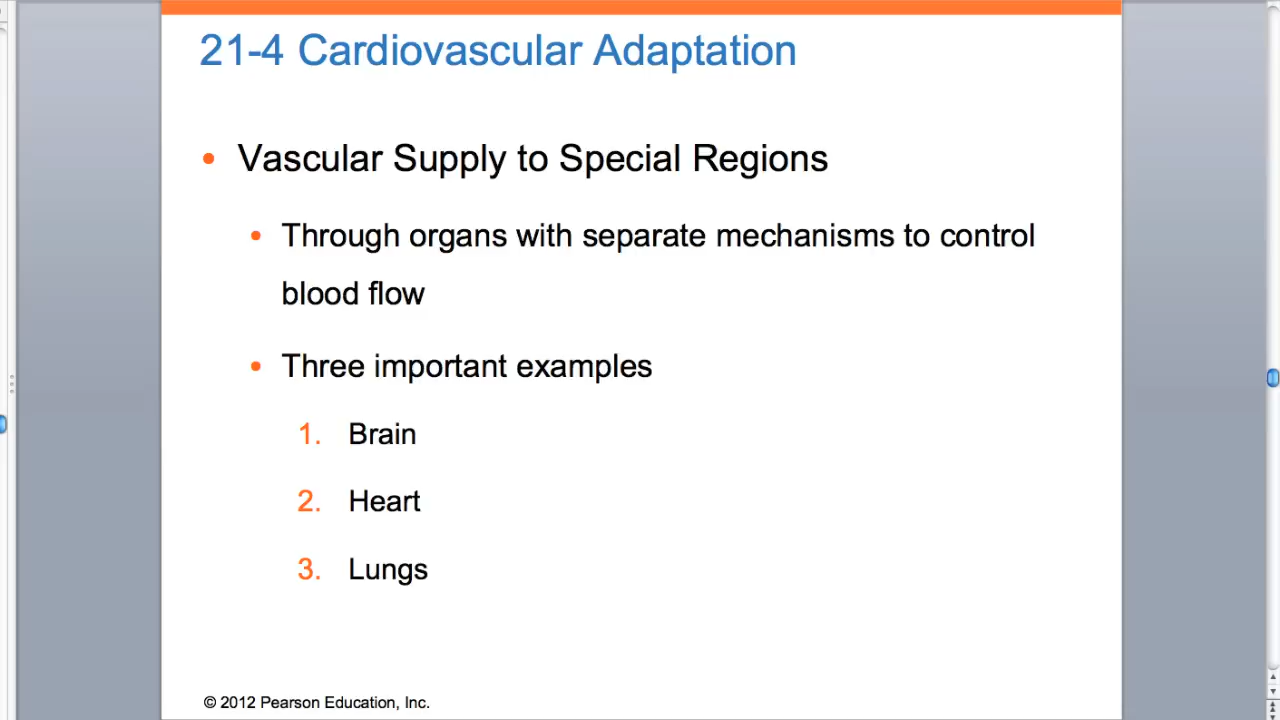 21-4 Cardiovascular Adaptation
• Vascular Supply to Special Regions
• Through organs with separate mechanisms to control
blood flow
• Three important examples
1. Brain
2. Heart
3. Lungs
© 2012 Pearson Education, Inc.